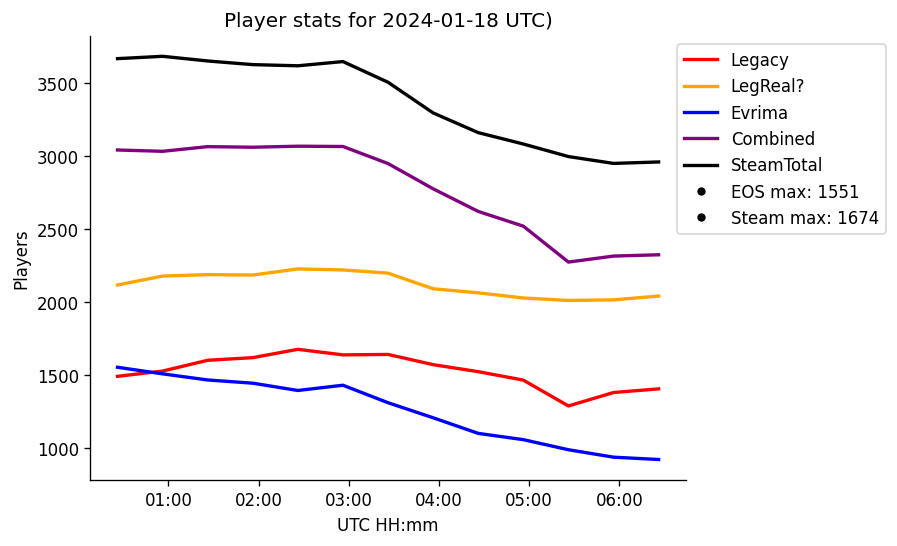 Player stats for 2024-01-18 UTC)
Legacy
LegReal?
Evrima
Combined
SteamTotal
EOS max: 1551
Steam max: 1674
Players
3500
3000
2500
2000
1500
1000
01:00 02:00 03:00 04:00 05:00 06:00
UTC HH:mm